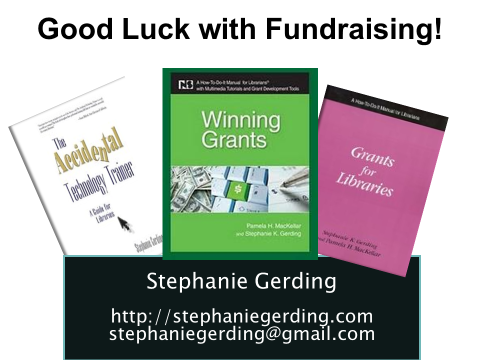 Good Luck with Fundraising!
The
Accidental
Technology Trainer
A Guide for
Libraries
Stephanie Gerding
A How-To-Do-It Manual for Librarians®
with Multimedia Tutorials and Grant Development Tools
Winning
Grants
Pamela H. MacKellar
and Stephanie K. Gerding
A How-To-Do-It Manual for Librarians
Grants
for
Libraries
Stephanie K. Gerding
and Pamela H. MacKellar
Stephanie Gerding
http://stephaniegerding.com
stephaniegerding@gmail.com